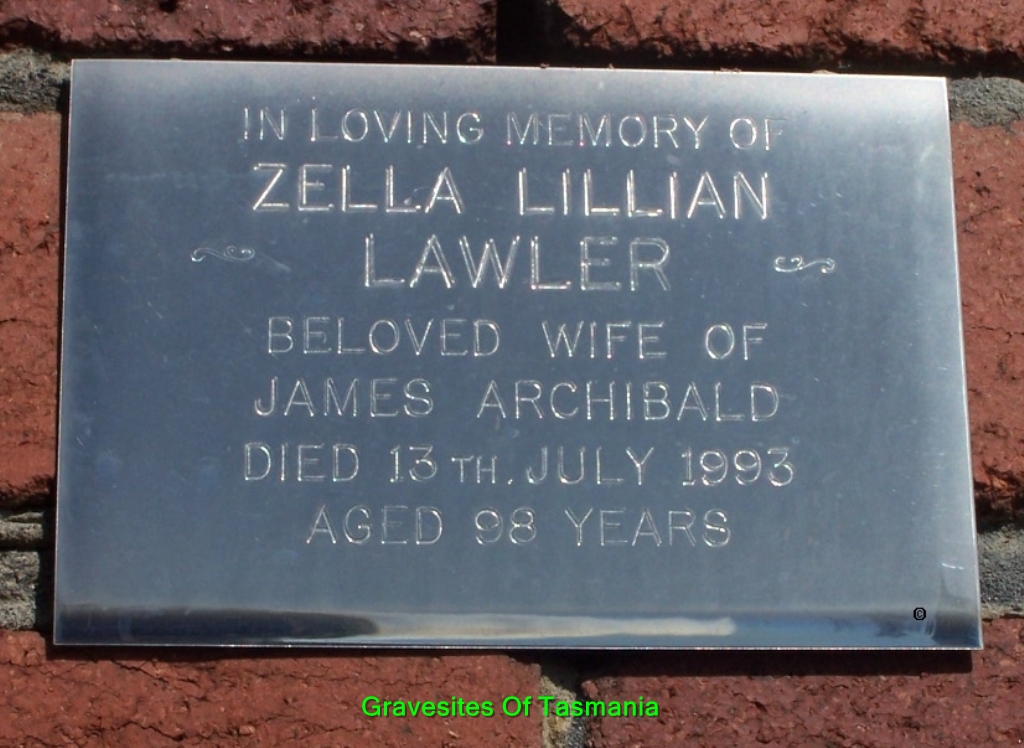 IN LOVING MEMORY OF
ZELLA LILLIAN
LAWLER
BELOVED WIFE OF
JAMES ARCHIBALD
DIED 13TH. JULY 1993
AGED 98 YEARS
©
Gravesites Of Tasmania